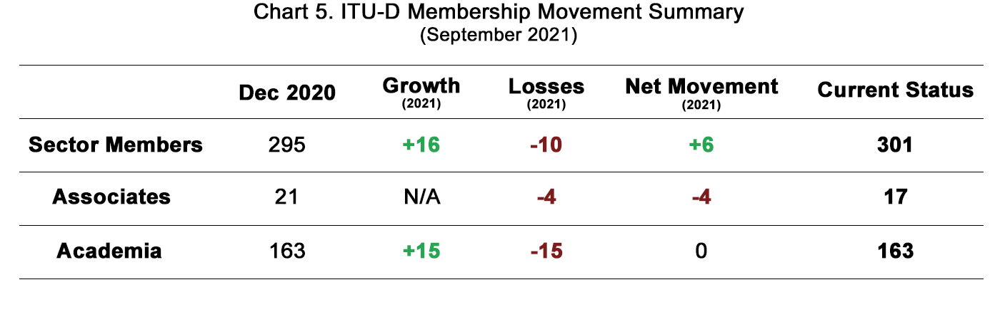 Chart 5. ITU-D Membership Movement Summary
(September 2021)
Dec 2020 Growth (2021) Losses (2021) Net Movement (2021) Current Status
Sector Members 295 +16 -10 +6 301
Associates 21 N/A -4 -4 17
Academia 163 +15 -15 0 163